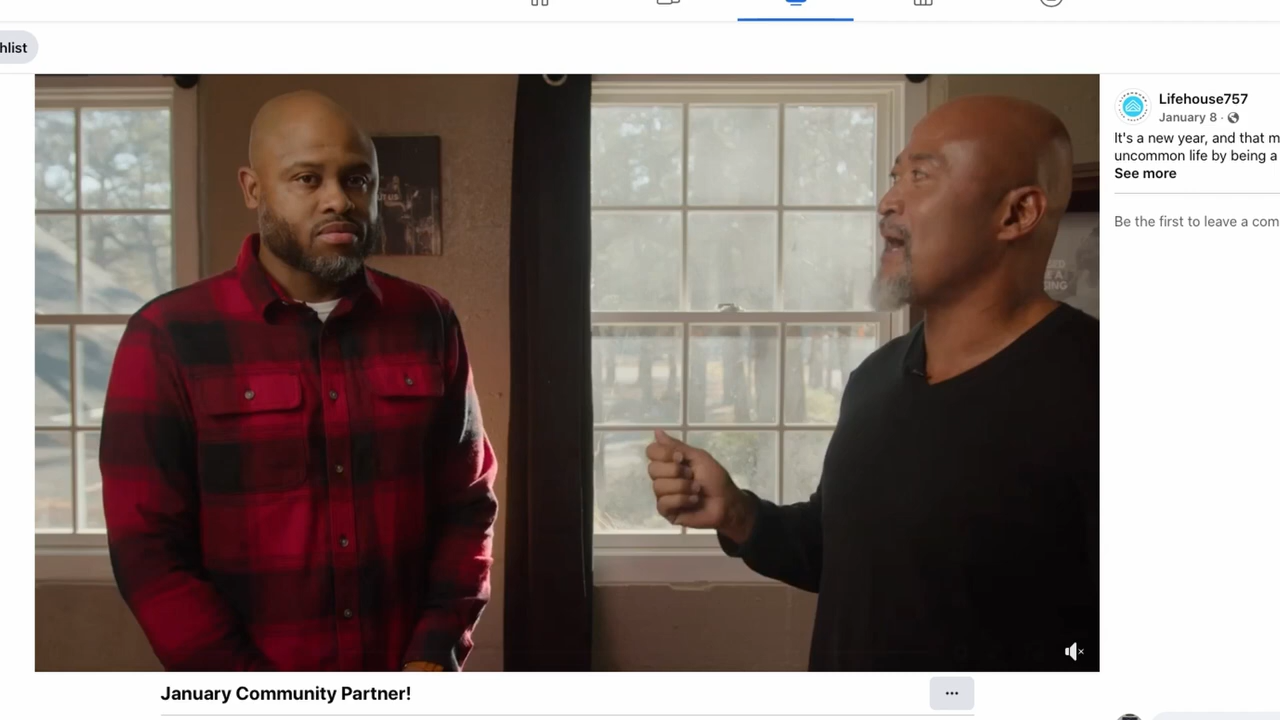 hlist
Lifehouse757
January 8 ·
It's a new year, and that m
uncommon life by being a
See more
Be the first to leave a com
January Community Partner!
...